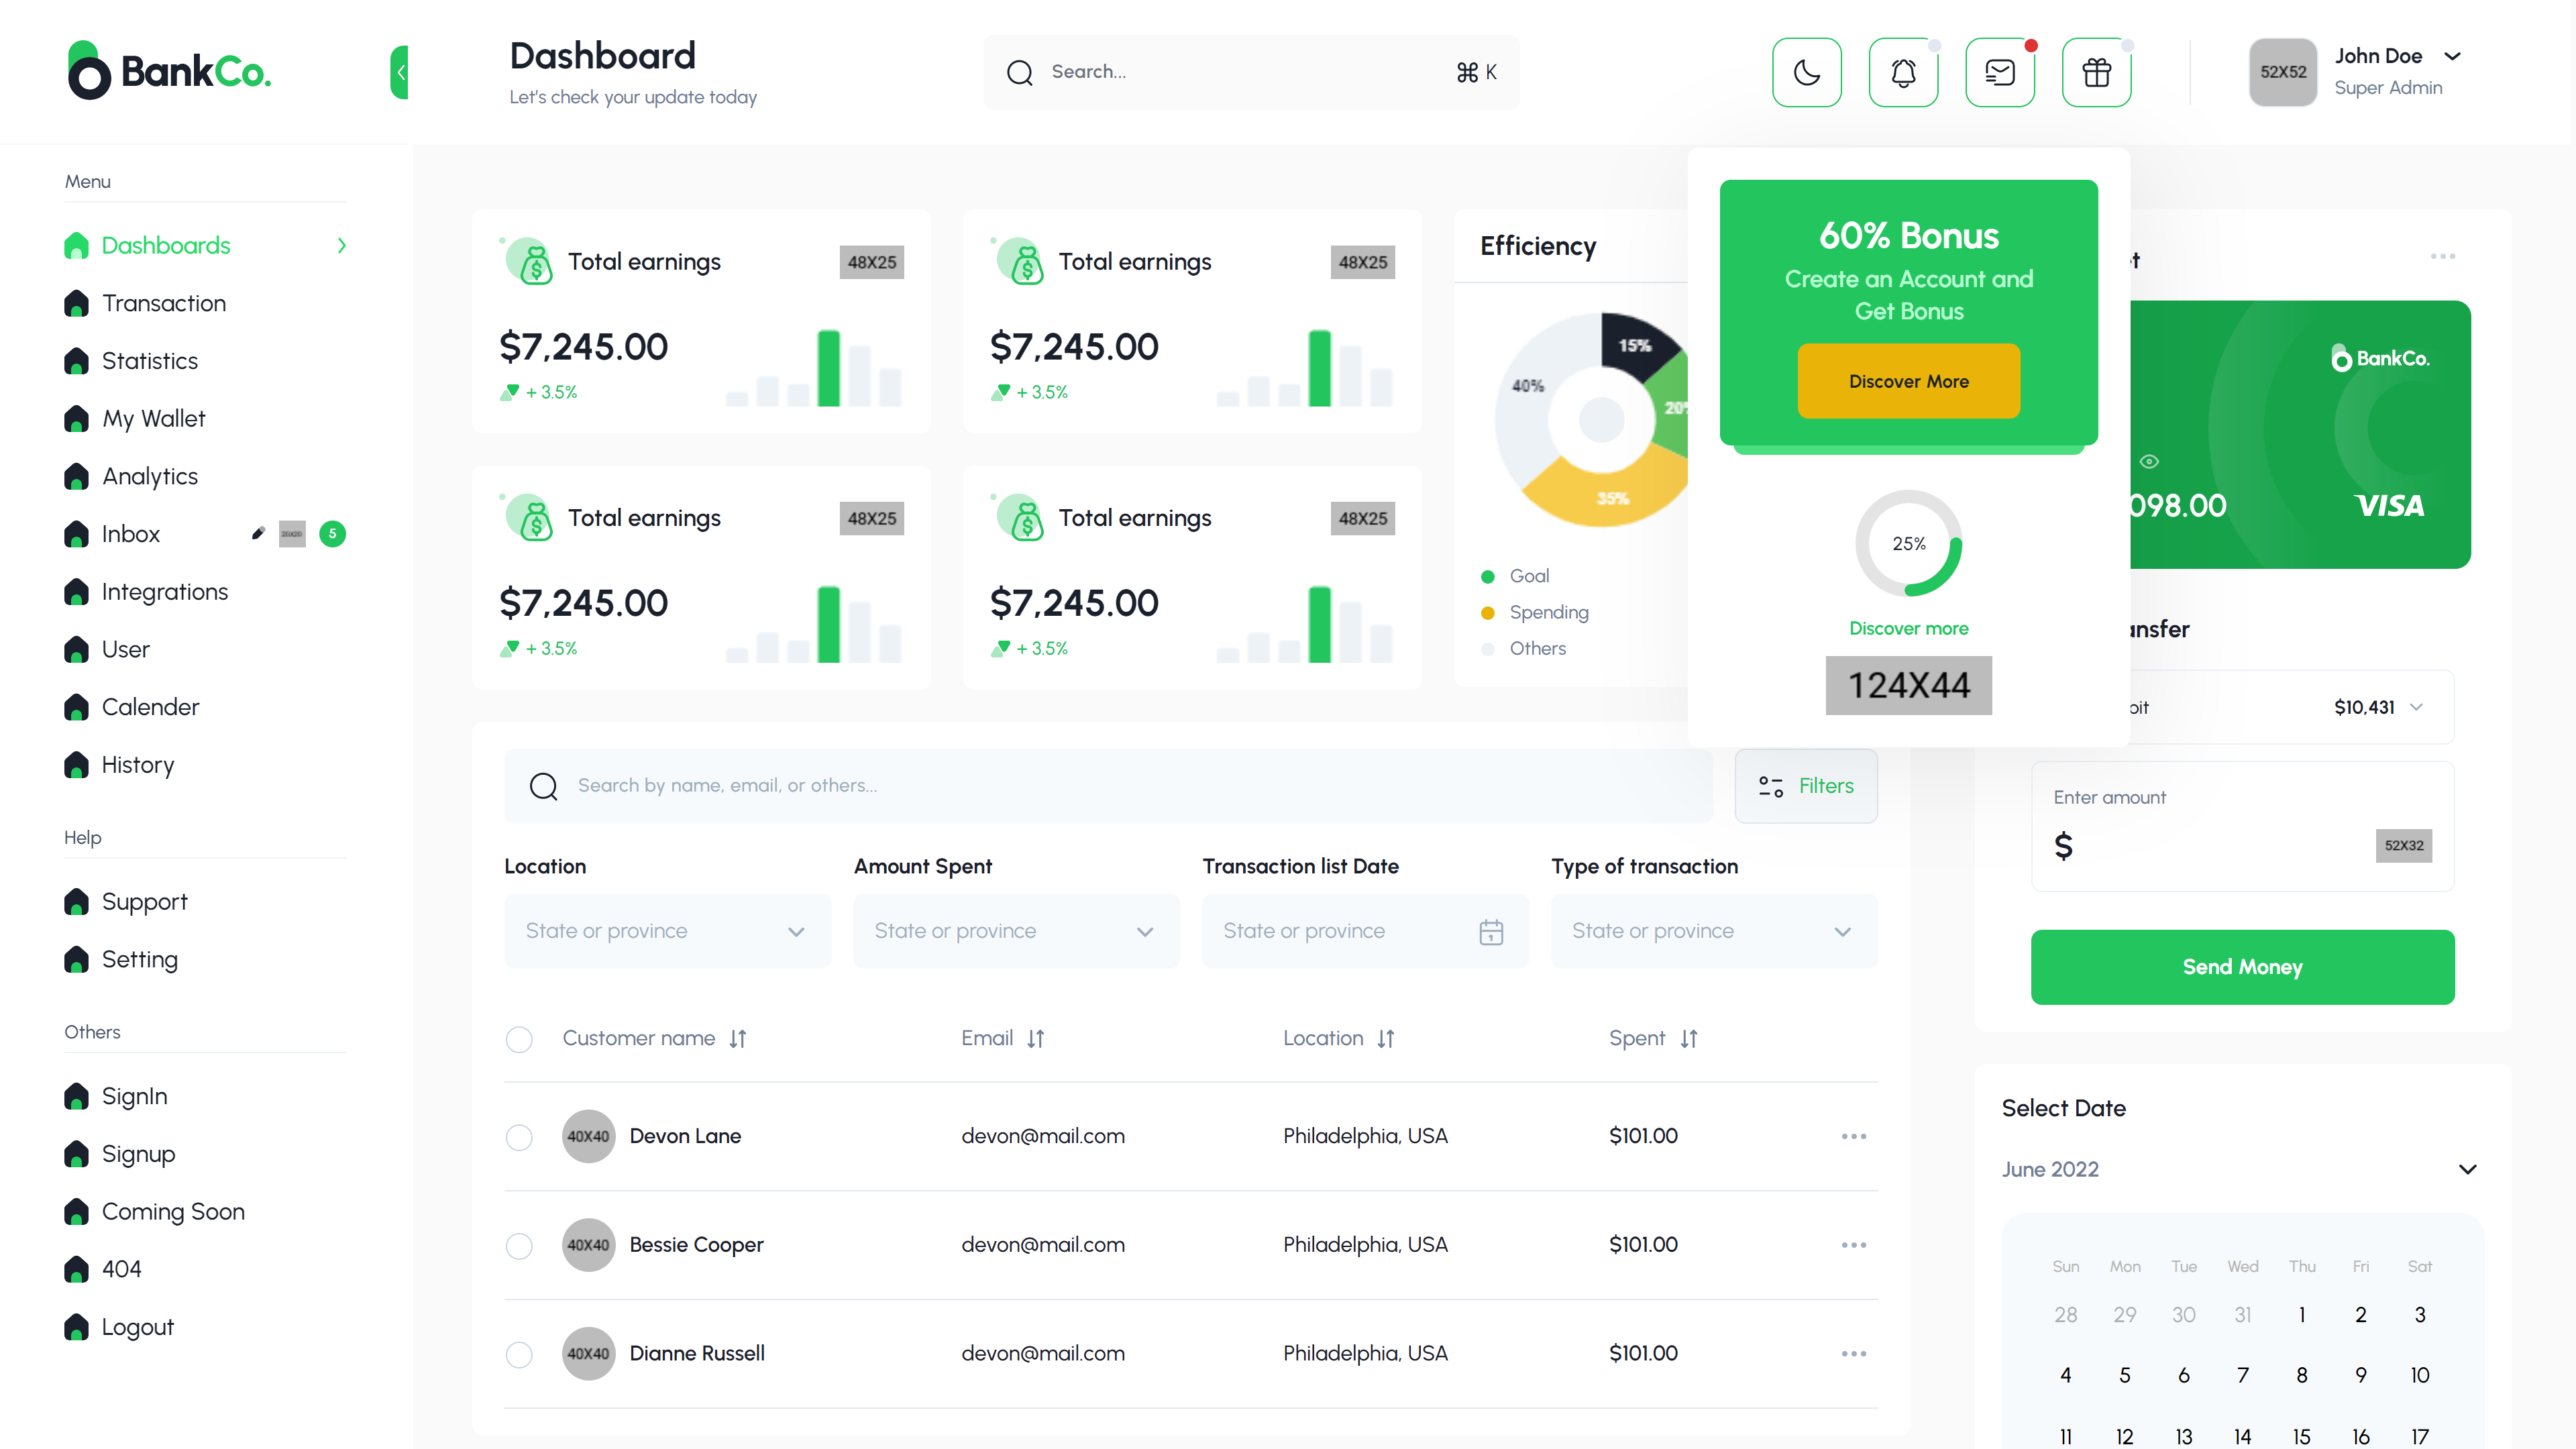 BankCo.
Dashboard
Let's check your update today
Search...
⌘ K
52X52
John Doe
Super Admin
Menu
Dashboards
Transaction
Statistics
My Wallet
Analytics
Inbox 20x20 5
Integrations
User
Calender
History
Help
Support
Setting
Others
SignIn
Signup
Coming Soon
404
Logout
Total earnings 48X25
$7,245.00
+ 3.5%
Total earnings 48X25
$7,245.00
+ 3.5%
Total earnings 48X25
$7,245.00
+ 3.5%
Total earnings 48X25
$7,245.00
+ 3.5%
Efficiency
15%
40%
35%
Goal
Spending
Others
60% Bonus
Create an Account and
Get Bonus
Discover More
25%
Discover more
124X44
BankCo.
098.00
VISA
$10,431
Enter amount
$ 52X32
Send Money
Search by name, email, or others...
Filters
Location Amount Spent Transaction list Date Type of transaction
State or province State or province State or province State or province
Customer name Email Location Spent
40X40 Devon Lane devon@mail.com Philadelphia, USA $101.00
40X40 Bessie Cooper devon@mail.com Philadelphia, USA $101.00
40X40 Dianne Russell devon@mail.com Philadelphia, USA $101.00
Select Date
June 2022
Sun Mon Tue Wed Thu Fri Sat
28 29 30 31 1 2 3
4 5 6 7 8 9 10
11 12 13 14 15 16 17